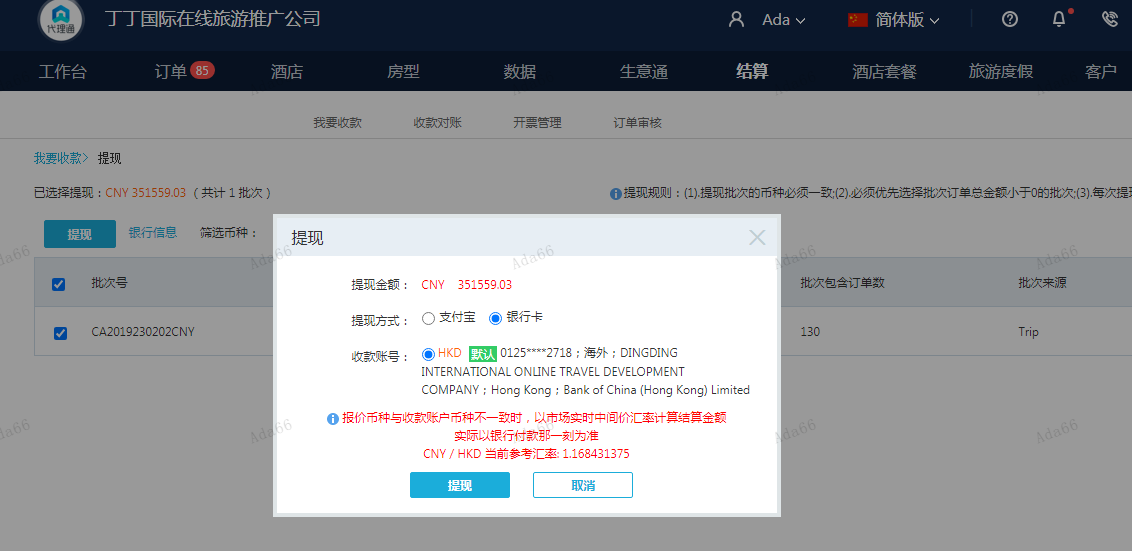 代理通
丁丁国际在线旅游推广公司
Ada
简体版
工作台
订单 85
酒店
房型
数据
生意通
结算
酒店套餐
旅游度假
客户
我要收款
收款对账
开票管理
订单审核
我要收款> 提现
已选择提现：CNY 351559.03（共计 1 批次）
提现规则：(1).提现批次的币种必须一致;(2).必须优先选择批次订单总金额小于0的批次;(3).每次提现
提现
银行信息
筛选币种：
批次号
批次包含订单数
批次来源
CA2019230202CNY
130
Trip
提现
提现金额： CNY 351559.03
提现方式： 支付宝 银行卡
收款账号： HKD 默认 0125****2718；海外；DINGDING
INTERNATIONAL ONLINE TRAVEL DEVELOPMENT
COMPANY；Hong Kong；Bank of China (Hong Kong) Limited
报价币种与收款账户币种不一致时，以市场实时中间价汇率计算结算金额
实际以银行付款那一刻为准
CNY / HKD 当前参考汇率: 1.168431375
提现
取消
Ada66
Ada66
Ada66
Ada66
Ada66
Ada66
Ada66
Ada66